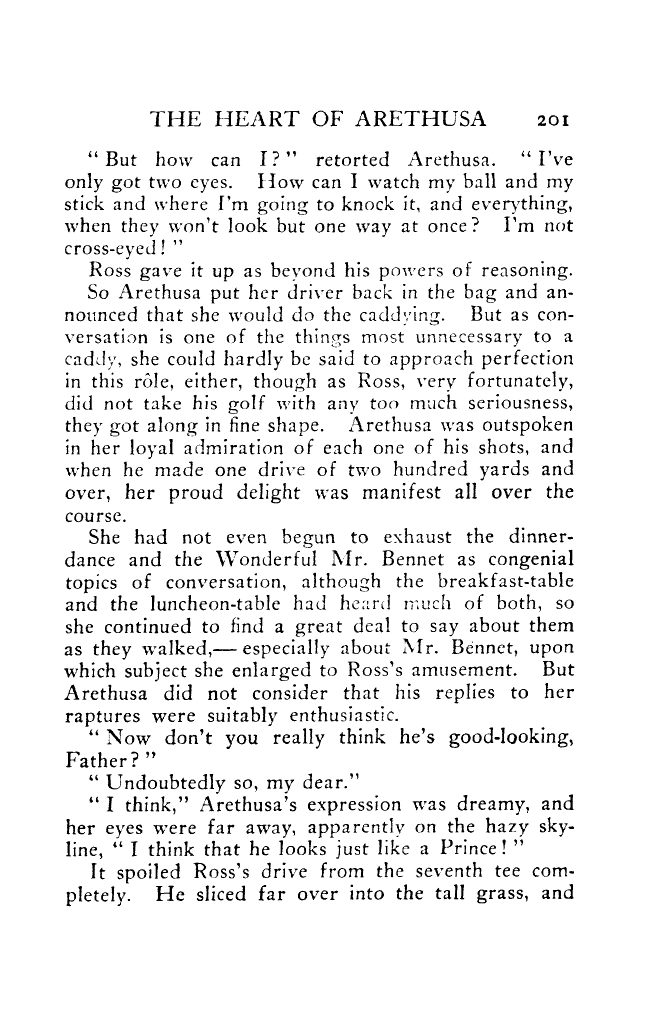 THE HEART OF ARETHUSA 201
" But how can I? " retorted Arethusa. " I've
only got two eyes. How can I watch my ball and my
stick and where I'm going to knock it, and everything,
when they won't look but one way at once? I'm not
cross-eyed! "
Ross gave it up as beyond his powers of reasoning.
So Arethusa put her driver back in the bag and an-
nounced that she would do the caddying. But as con-
versation is one of the things most unnecessary to a
caddy, she could hardly be said to approach perfection
in this rôle, either, though as Ross, very fortunately,
did not take his golf with any too much seriousness,
they got along in fine shape. Arethusa was outspoken
in her loyal admiration of each one of his shots, and
when he made one drive of two hundred yards and
over, her proud delight was manifest all over the
course.
She had not even begun to exhaust the dinner-
dance and the Wonderful Mr. Bennet as congenial
topics of conversation, although the breakfast-table
and the luncheon-table had heard much of both, so
she continued to find a great deal to say about them
as they walked,— especially about Mr. Bennet, upon
which subject she enlarged to Ross's amusement. But
Arethusa did not consider that his replies to her
raptures were suitably enthusiastic.
" Now don't you really think he's good-looking,
Father? "
" Undoubtedly so, my dear."
" I think," Arethusa's expression was dreamy, and
her eyes were far away, apparently on the hazy sky-
line, " I think that he looks just like a Prince! "
It spoiled Ross's drive from the seventh tee com-
pletely. He sliced far over into the tall grass, and